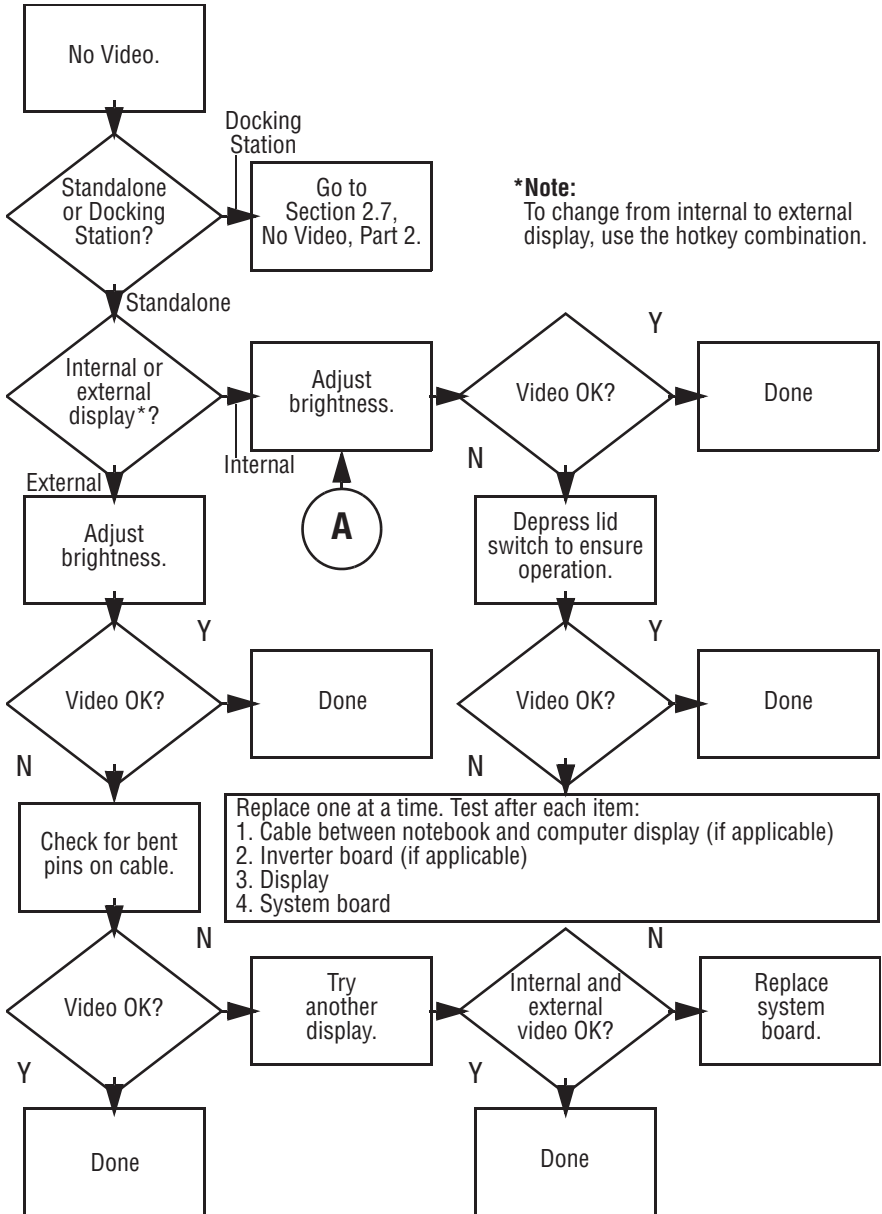 No Video.
Docking
Station
Standalone
or Docking
Station?
Go to
Section 2.7,
No Video, Part 2.
*Note:
To change from internal to external
display, use the hotkey combination.
Standalone
Internal or
external
display*?
Internal
Adjust
brightness.
A
Video OK?
Y
Done
N
Depress lid
switch to ensure
operation.
Video OK?
Y
Done
N
Replace one at a time. Test after each item:
1. Cable between notebook and computer display (if applicable)
2. Inverter board (if applicable)
3. Display
4. System board
External
Adjust
brightness.
Video OK?
Y
Done
N
Check for bent
pins on cable.
Video OK?
N
Try
another
display.
Internal and
external
video OK?
N
Replace
system
board.
Y
Done
Y
Done